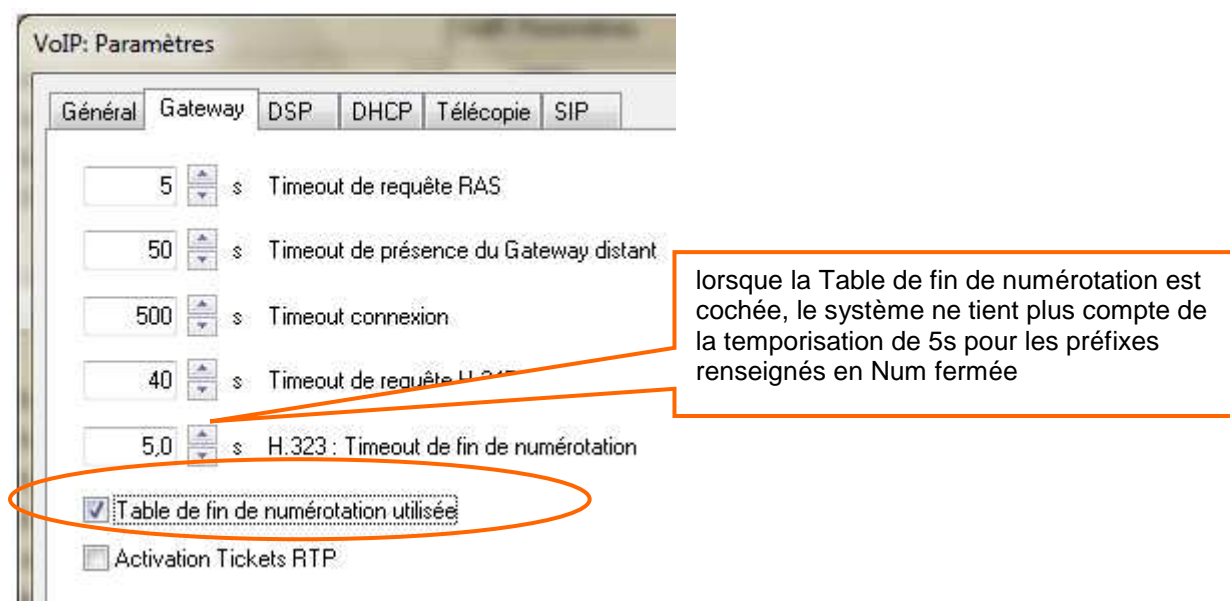 VoIP: Paramètres
Général Gateway DSP DHCP Télécopie SIP
5 s Timeout de requête RAS
50 s Timeout de présence du Gateway distant
500 s Timeout connexion
40 s Timeout de requête
5,0 s H.323 : Timeout de fin de numérotation
Table de fin de numérotation utilisée
Activation Tickets RTP
lorsque la Table de fin de numérotation est
cochée, le système ne tient plus compte de
la temporisation de 5s pour les préfixes
renseignés en Num fermée